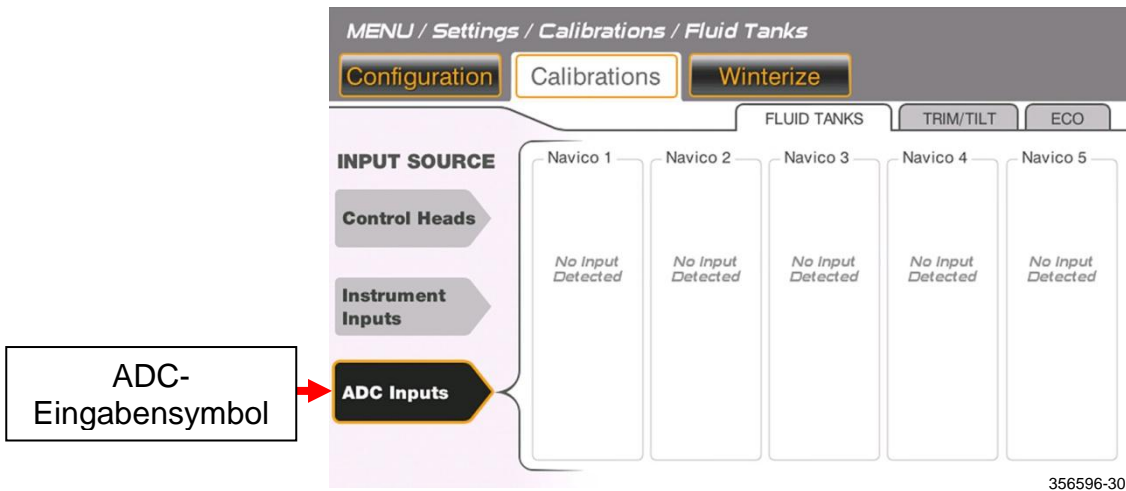 MENU / Settings / Calibrations / Fluid Tanks
Configuration Calibrations Winterize
FLUID TANKS TRIM/TILT ECO
INPUT SOURCE
Navico 1 Navico 2 Navico 3 Navico 4 Navico 5
Control Heads
No Input No Input No Input No Input No Input
Detected Detected Detected Detected Detected
Instrument
Inputs
ADC-
Eingabensymbol
ADC Inputs
356596-30